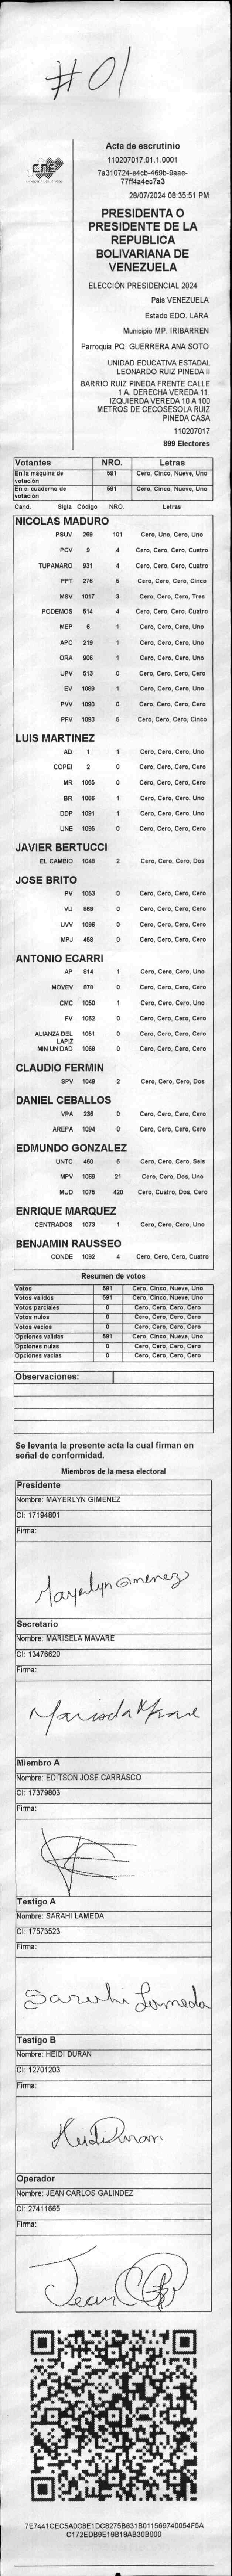 #01
Acta de escrutinio
110207017.01.1.0001
7a310724-e4cb-469b-9aae-
77ff4a4ec7a3
28/07/2024 08:35:51 PM
CNE
PRESIDENTA O
PRESIDENTE DE LA
REPUBLICA
BOLIVARIANA DE
VENEZUELA
ELECCIÓN PRESIDENCIAL 2024
Pais VENEZUELA
Estado EDO. LARA
Municipio MP. IRIBARREN
Parroquia PQ. GUERRERA ANA SOTO
UNIDAD EDUCATIVA ESTADAL
LEONARDO RUIZ PINEDA II
BARRIO RUIZ PINEDA FRENTE CALLE
1 A. DERECHA VEREDA 11.
IZQUIERDA VEREDA 10 A 100
METROS DE CECOSESOLA RUIZ
PINEDA CASA
110207017
899 Electores
Votantes NRO. Letras
En la máquina de votación 591 Cero, Cinco, Nueve, Uno
En el cuaderno de votación 591 Cero, Cinco, Nueve, Uno
Cand. Sigla Código NRO. Letras
NICOLAS MADURO
PSUV 269 101 Cero, Uno, Cero, Uno
PCV 9 4 Cero, Cero, Cero, Cuatro
TUPAMARO 931 4 Cero, Cero, Cero, Cuatro
PPT 276 5 Cero, Cero, Cero, Cinco
MSV 1017 3 Cero, Cero, Cero, Tres
PODEMOS 514 4 Cero, Cero, Cero, Cuatro
MEP 6 1 Cero, Cero, Cero, Uno
APC 219 1 Cero, Cero, Cero, Uno
ORA 906 1 Cero, Cero, Cero, Uno
UPV 513 0 Cero, Cero, Cero, Cero
EV 1089 1 Cero, Cero, Cero, Uno
PVV 1090 0 Cero, Cero, Cero, Cero
PFV 1093 5 Cero, Cero, Cero, Cinco
LUIS MARTINEZ
AD 1 1 Cero, Cero, Cero, Uno
COPEI 2 0 Cero, Cero, Cero, Cero
MR 1065 0 Cero, Cero, Cero, Cero
BR 1066 1 Cero, Cero, Cero, Uno
DDP 1091 1 Cero, Cero, Cero, Uno
UNE 1095 0 Cero, Cero, Cero, Cero
JAVIER BERTUCCI
EL CAMBIO 1048 2 Cero, Cero, Cero, Dos
JOSE BRITO
PV 1053 0 Cero, Cero, Cero, Cero
VU 868 0 Cero, Cero, Cero, Cero
UVV 1096 0 Cero, Cero, Cero, Cero
MPJ 458 0 Cero, Cero, Cero, Cero
ANTONIO ECARRI
AP 814 1 Cero, Cero, Cero, Uno
MOVEV 979 0 Cero, Cero, Cero, Cero
CMC 1050 1 Cero, Cero, Cero, Uno
FV 1062 0 Cero, Cero, Cero, Cero
ALIANZA DEL LAPIZ 1051 0 Cero, Cero, Cero, Cero
MIN UNIDAD 1068 0 Cero, Cero, Cero, Cero
CLAUDIO FERMIN
SPV 1049 2 Cero, Cero, Cero, Dos
DANIEL CEBALLOS
VPA 236 0 Cero, Cero, Cero, Cero
AREPA 1094 0 Cero, Cero, Cero, Cero
EDMUNDO GONZALEZ
UNTC 450 6 Cero, Cero, Cero, Seis
MPV 1069 21 Cero, Cero, Dos, Uno
MUD 1075 420 Cero, Cuatro, Dos, Cero
ENRIQUE MARQUEZ
CENTRADOS 1073 1 Cero, Cero, Cero, Uno
BENJAMIN RAUSSEO
CONDE 1092 4 Cero, Cero, Cero, Cuatro
Resumen de votos
Votos 591 Cero, Cinco, Nueve, Uno
Votos validos 591 Cero, Cinco, Nueve, Uno
Votos parciales 0 Cero, Cero, Cero, Cero
Votos nulos 0 Cero, Cero, Cero, Cero
Votos vacios 0 Cero, Cero, Cero, Cero
Opciones validas 591 Cero, Cinco, Nueve, Uno
Opciones nulas 0 Cero, Cero, Cero, Cero
Opciones vacias 0 Cero, Cero, Cero, Cero
Observaciones:
Se levanta la presente acta la cual firman en
señal de conformidad.
Miembros de la mesa electoral
Presidente
Nombre: MAYERLYN GIMENEZ
CI: 17194801
Firma:
Mayerlyn Gimenez
Secretario
Nombre: MARISELA MAVARE
CI: 13476620
Firma:
Miembro A
Nombre: EDITSON JOSE CARRASCO
CI: 17379803
Firma:
Testigo A
Nombre: SARAHI LAMEDA
CI: 17573523
Firma:
Sarahi Lameda
Testigo B
Nombre: HEIDI DURAN
CI: 12701203
Firma:
Heidi Duran
Operador
Nombre: JEAN CARLOS GALINDEZ
CI: 27411665
Firma:
Jean
7E7441CEC5A0C8E1DC8275B631B011569740054F5A
C172EDB9E19B18AB30B000